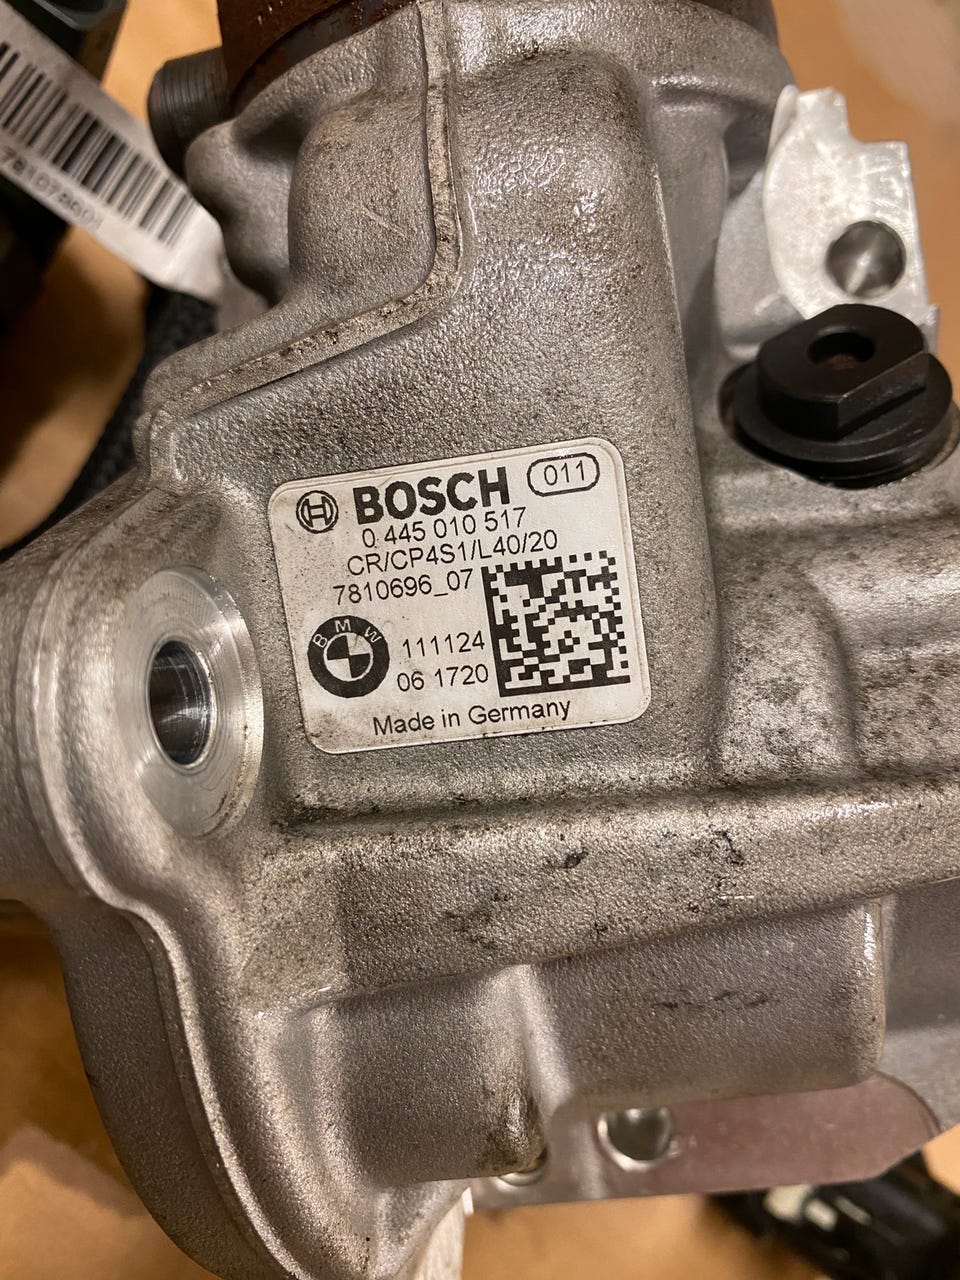 BOSCH 011
0 445 010 517
CR/CP4S1/L40/20
7810696_07
BMW
111124
06 1720
Made in Germany